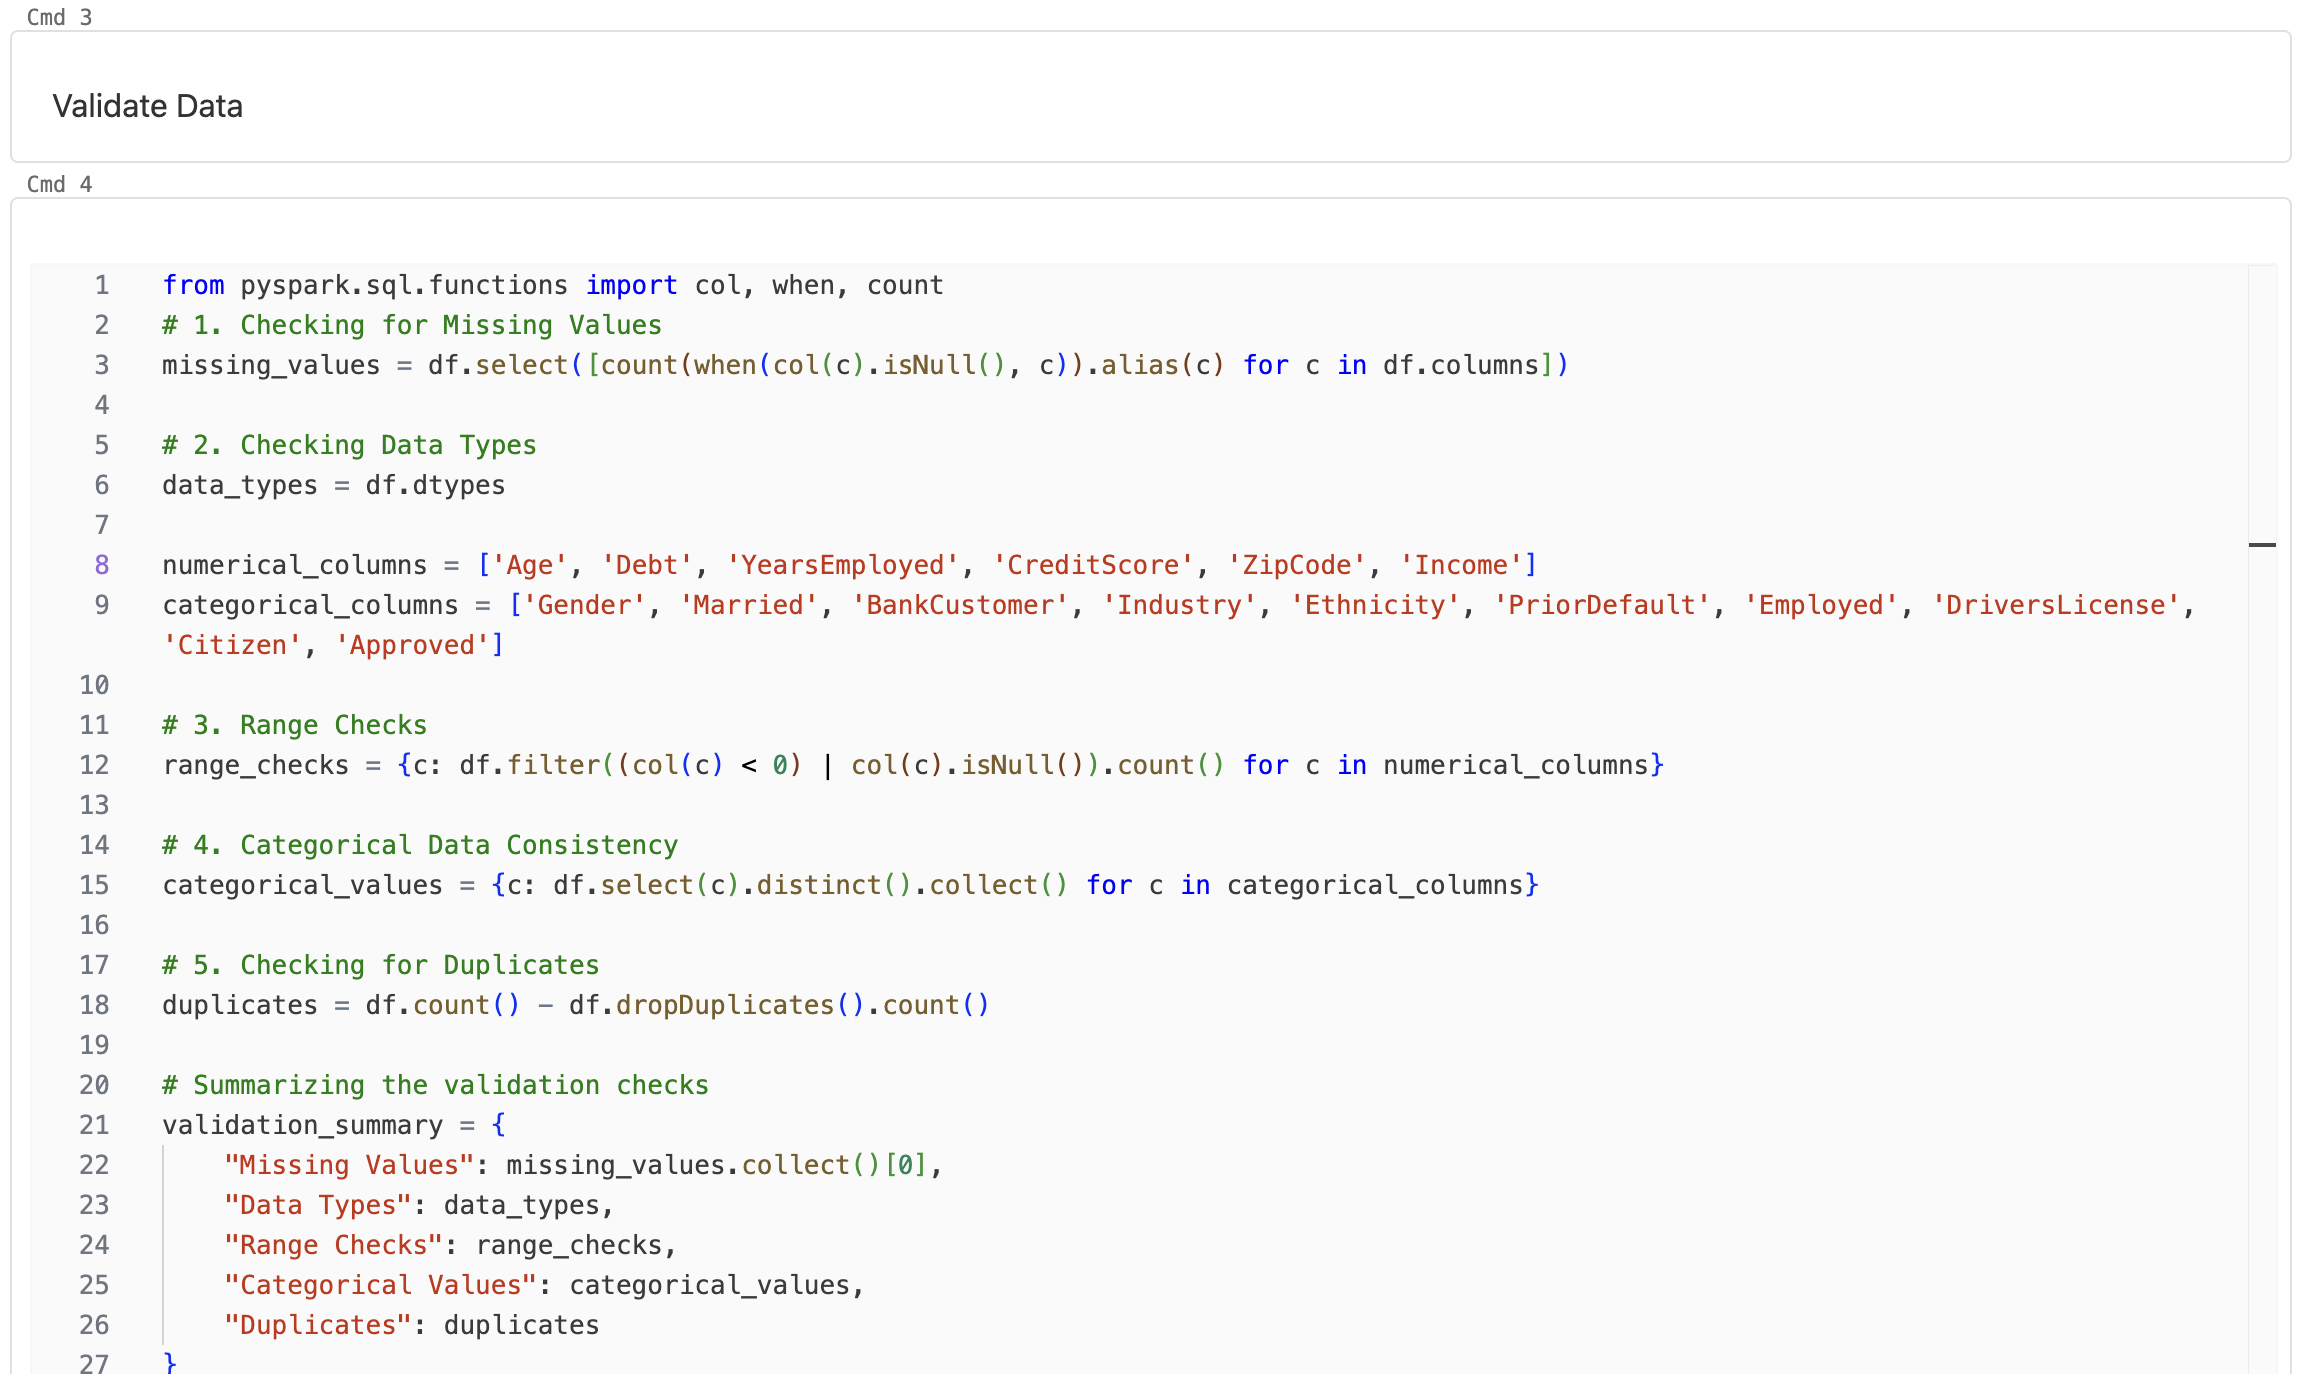 Cmd 3
Validate Data
Cmd 4
1 from pyspark.sql.functions import col, when, count
2 # 1. Checking for Missing Values
3 missing_values = df.select([count(when(col(c).isNull(), c)).alias(c) for c in df.columns])
4
5 # 2. Checking Data Types
6 data_types = df.dtypes
7
8 numerical_columns = ['Age', 'Debt', 'YearsEmployed', 'CreditScore', 'ZipCode', 'Income']
9 categorical_columns = ['Gender', 'Married', 'BankCustomer', 'Industry', 'Ethnicity', 'PriorDefault', 'Employed', 'DriversLicense',
'Citizen', 'Approved']
10
11 # 3. Range Checks
12 range_checks = {c: df.filter((col(c) < 0) | col(c).isNull()).count() for c in numerical_columns}
13
14 # 4. Categorical Data Consistency
15 categorical_values = {c: df.select(c).distinct().collect() for c in categorical_columns}
16
17 # 5. Checking for Duplicates
18 duplicates = df.count() - df.dropDuplicates().count()
19
20 # Summarizing the validation checks
21 validation_summary = {
22     "Missing Values": missing_values.collect()[0],
23     "Data Types": data_types,
24     "Range Checks": range_checks,
25     "Categorical Values": categorical_values,
26     "Duplicates": duplicates
27 }